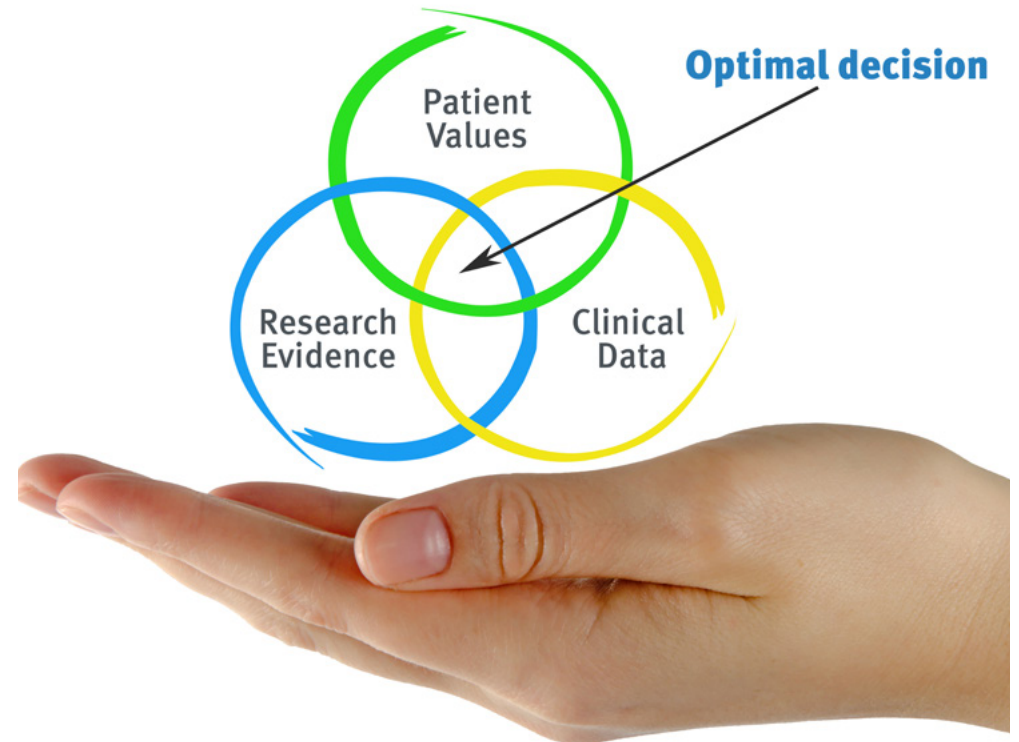 Optimal decision
Patient
Values
Research
Evidence
Clinical
Data